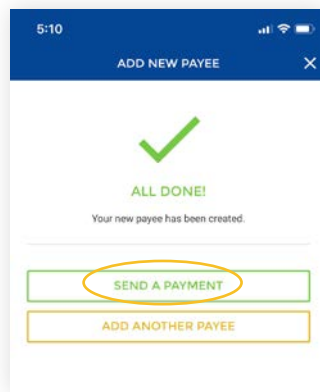 5:10
ADD NEW PAYEE
ALL DONE!
Your new payee has been created.
SEND A PAYMENT
ADD ANOTHER PAYEE